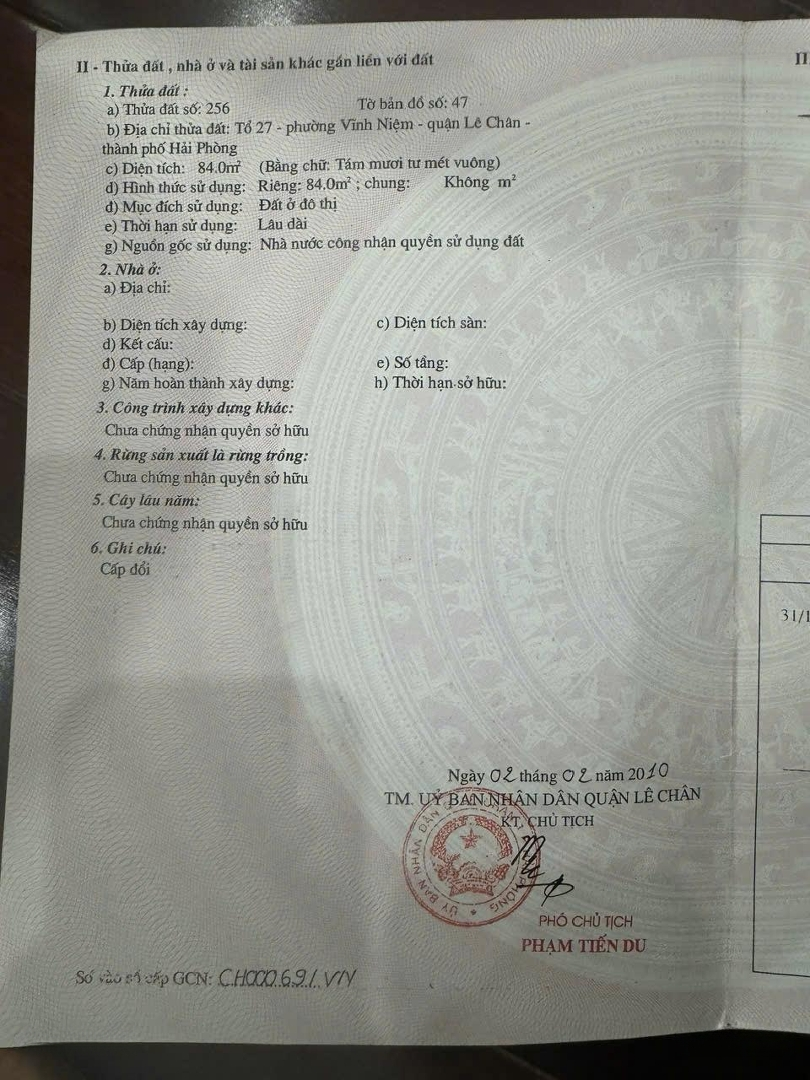 II - Thửa đất, nhà ở và tài sản khác gắn liền với đất
II
1. Thửa đất:
a) Thửa đất số: 256 Tờ bản đồ số: 47
b) Địa chỉ thửa đất: Tổ 27 - phường Vĩnh Niệm - quận Lê Chân -
thành phố Hải Phòng
c) Diện tích: 84.0m² (Bằng chữ: Tám mươi tư mét vuông)
d) Hình thức sử dụng: Riêng: 84.0m² ; chung: Không m²
đ) Mục đích sử dụng: Đất ở đô thị
e) Thời hạn sử dụng: Lâu dài
g) Nguồn gốc sử dụng: Nhà nước công nhận quyền sử dụng đất
2. Nhà ở:
a) Địa chỉ:
b) Diện tích xây dựng: c) Diện tích sàn:
d) Kết cấu:
đ) Cấp (hạng): e) Số tầng:
g) Năm hoàn thành xây dựng: h) Thời hạn sở hữu:
3. Công trình xây dựng khác:
Chưa chứng nhận quyền sở hữu
4. Rừng sản xuất là rừng trồng:
Chưa chứng nhận quyền sở hữu
5. Cây lâu năm:
Chưa chứng nhận quyền sở hữu
6. Ghi chú:
Cấp đổi
31/1
Ngày 02 tháng 02 năm 2010
TM. UỶ BAN NHÂN DÂN QUẬN LÊ CHÂN
KT. CHỦ TỊCH
PHÓ CHỦ TỊCH
PHẠM TIẾN DU
Số vào sổ cấp GCN: CH000.691.VN